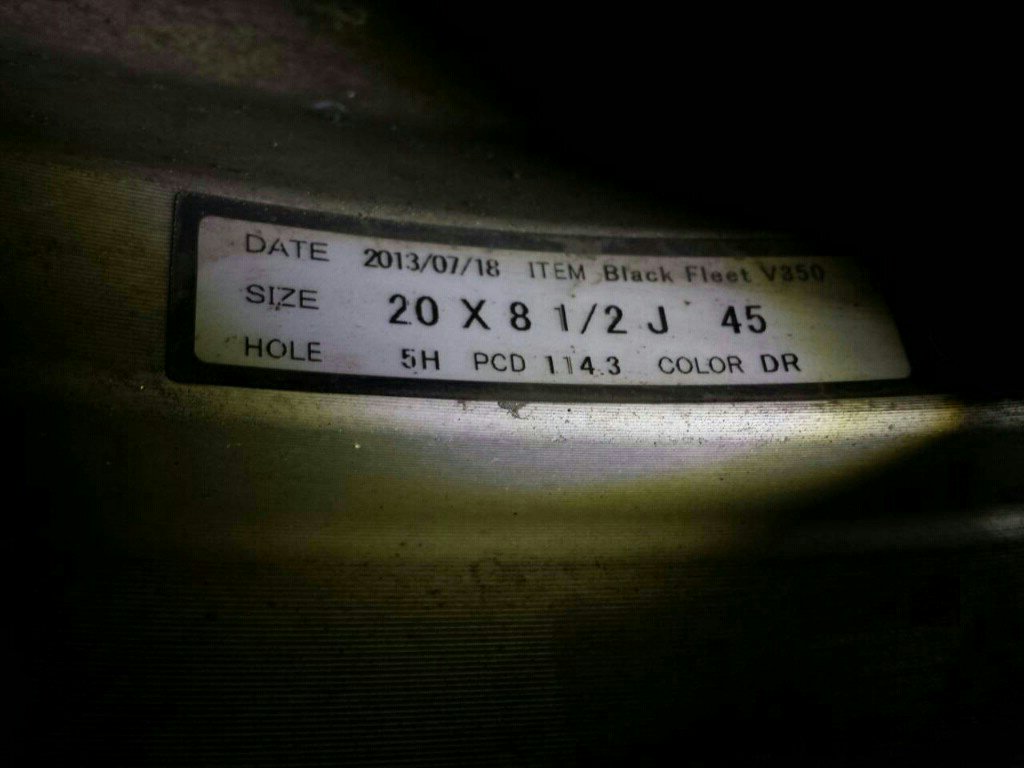 DATE 2013/07/18 ITEM Black Fleet V350
SIZE 20 X 8 1/2 J 45
HOLE 5H PCD 114.3 COLOR DR